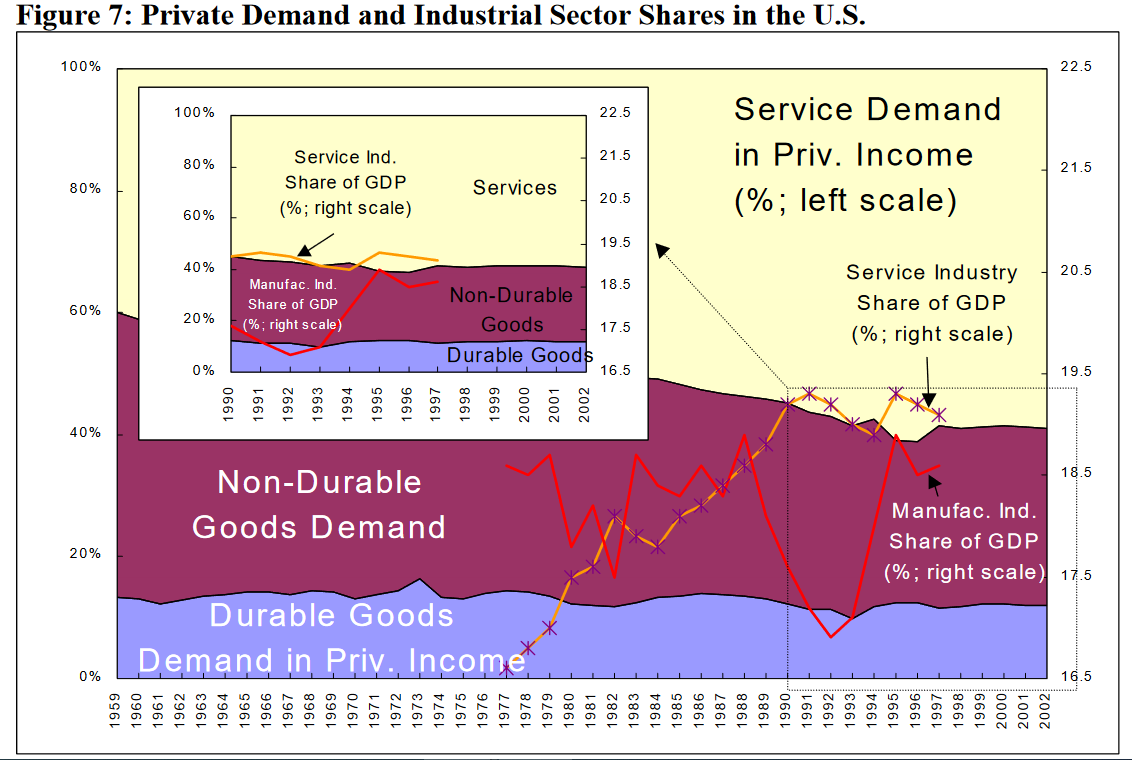 Figure 7: Private Demand and Industrial Sector Shares in the U.S.
100%
80%
60%
40%
20%
0%
22.5
21.5
20.5
19.5
18.5
17.5
16.5
Service Demand
in Priv. Income
(%; left scale)
Service Industry
Share of GDP
(%; right scale)
Manufac. Ind.
Share of GDP
(%; right scale)
Non-Durable
Goods Demand
Durable Goods
Demand in Priv. Income
100%
80%
60%
40%
20%
0%
22.5
21.5
20.5
19.5
18.5
17.5
16.5
Service Ind.
Share of GDP
(%; right scale)
Services
Manufac. Ind.
Share of GDP
(%; right scale)
Non-Durable
Goods
Durable Goods
1990 1991 1992 1993 1994 1995 1996 1997 1998 1999 2000 2001 2002
1959 1960 1961 1962 1963 1964 1965 1966 1967 1968 1969 1970 1971 1972 1973 1974 1975 1976 1977 1978 1979 1980 1981 1982 1983 1984 1985 1986 1987 1988 1989 1990 1991 1992 1993 1994 1995 1996 1997 1998 1999 2000 2001 2002